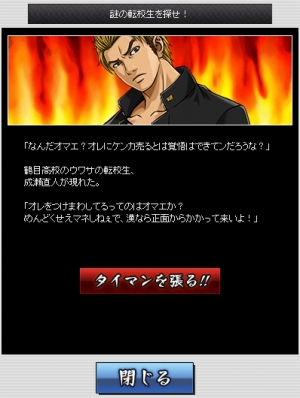 謎の転校生を探せ！
「なんだオマエ？オレにケンカ売るとは覚悟はできてンだろうな？」
鶴目高校のウワサの転校生、
成瀬直人が現れた。
「オレをつけまわしてるってのはオマエか？
めんどくせえマネしねぇで、漢なら正面からかかって来いよ！」
タイマンを張る!!
閉じる